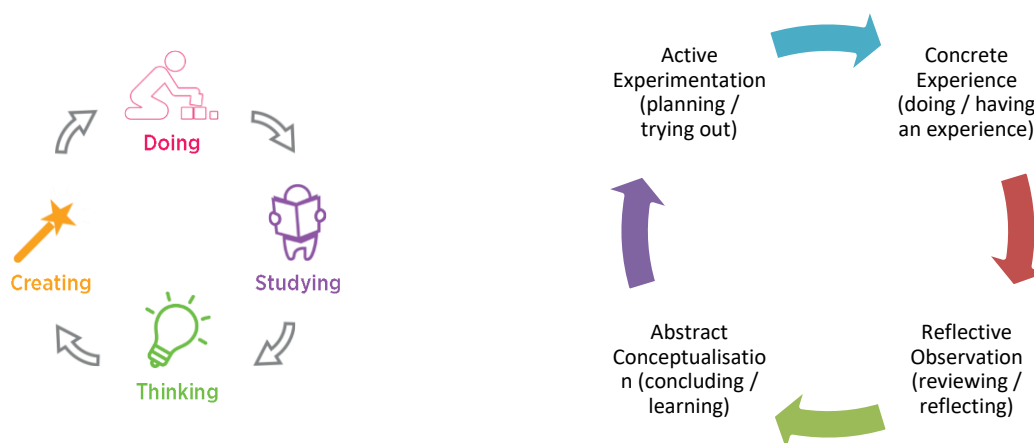 Doing
Studying
Thinking
Creating
Active
Experimentation
(planning /
trying out)
Concrete
Experience
(doing / having
an experience)
Reflective
Observation
(reviewing /
reflecting)
Abstract
Conceptualisatio
n (concluding /
learning)